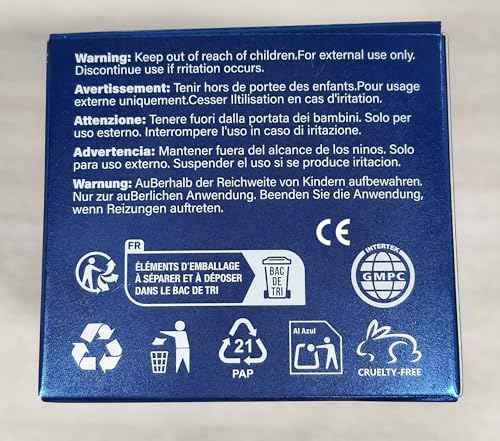 Warning: Keep out of reach of children.For external use only.
Discontinue use if rritation occurs.
Avertissement: Tenir hors de portee des enfants.Pour usage
externe uniquement.Cesser Iltilisation en cas d'irritation.
Attenzione: Tenere fuori dalla portata dei bambini. Solo per
uso esterno. Interrompere l'uso in caso di irritazione.
Advertencia: Mantener fuera del alcance de los ninos. Solo
para uso externo. Suspender el uso si se produce irritacion.
Warnung: AuBerhalb der Reichweite von Kindern aufbewahren.
Nur zur auBerlichen Anwendung. Beenden Sie die Anwendung,
wenn Reizungen auftreten.
CE
FR
ÉLÉMENTS D'EMBALLAGE
À SÉPARER ET À DÉPOSER
DANS LE BAC DE TRI
BAC
DE
TRI
INTERTEK
GMPC
21
PAP
Al Azul
CRUELTY-FREE